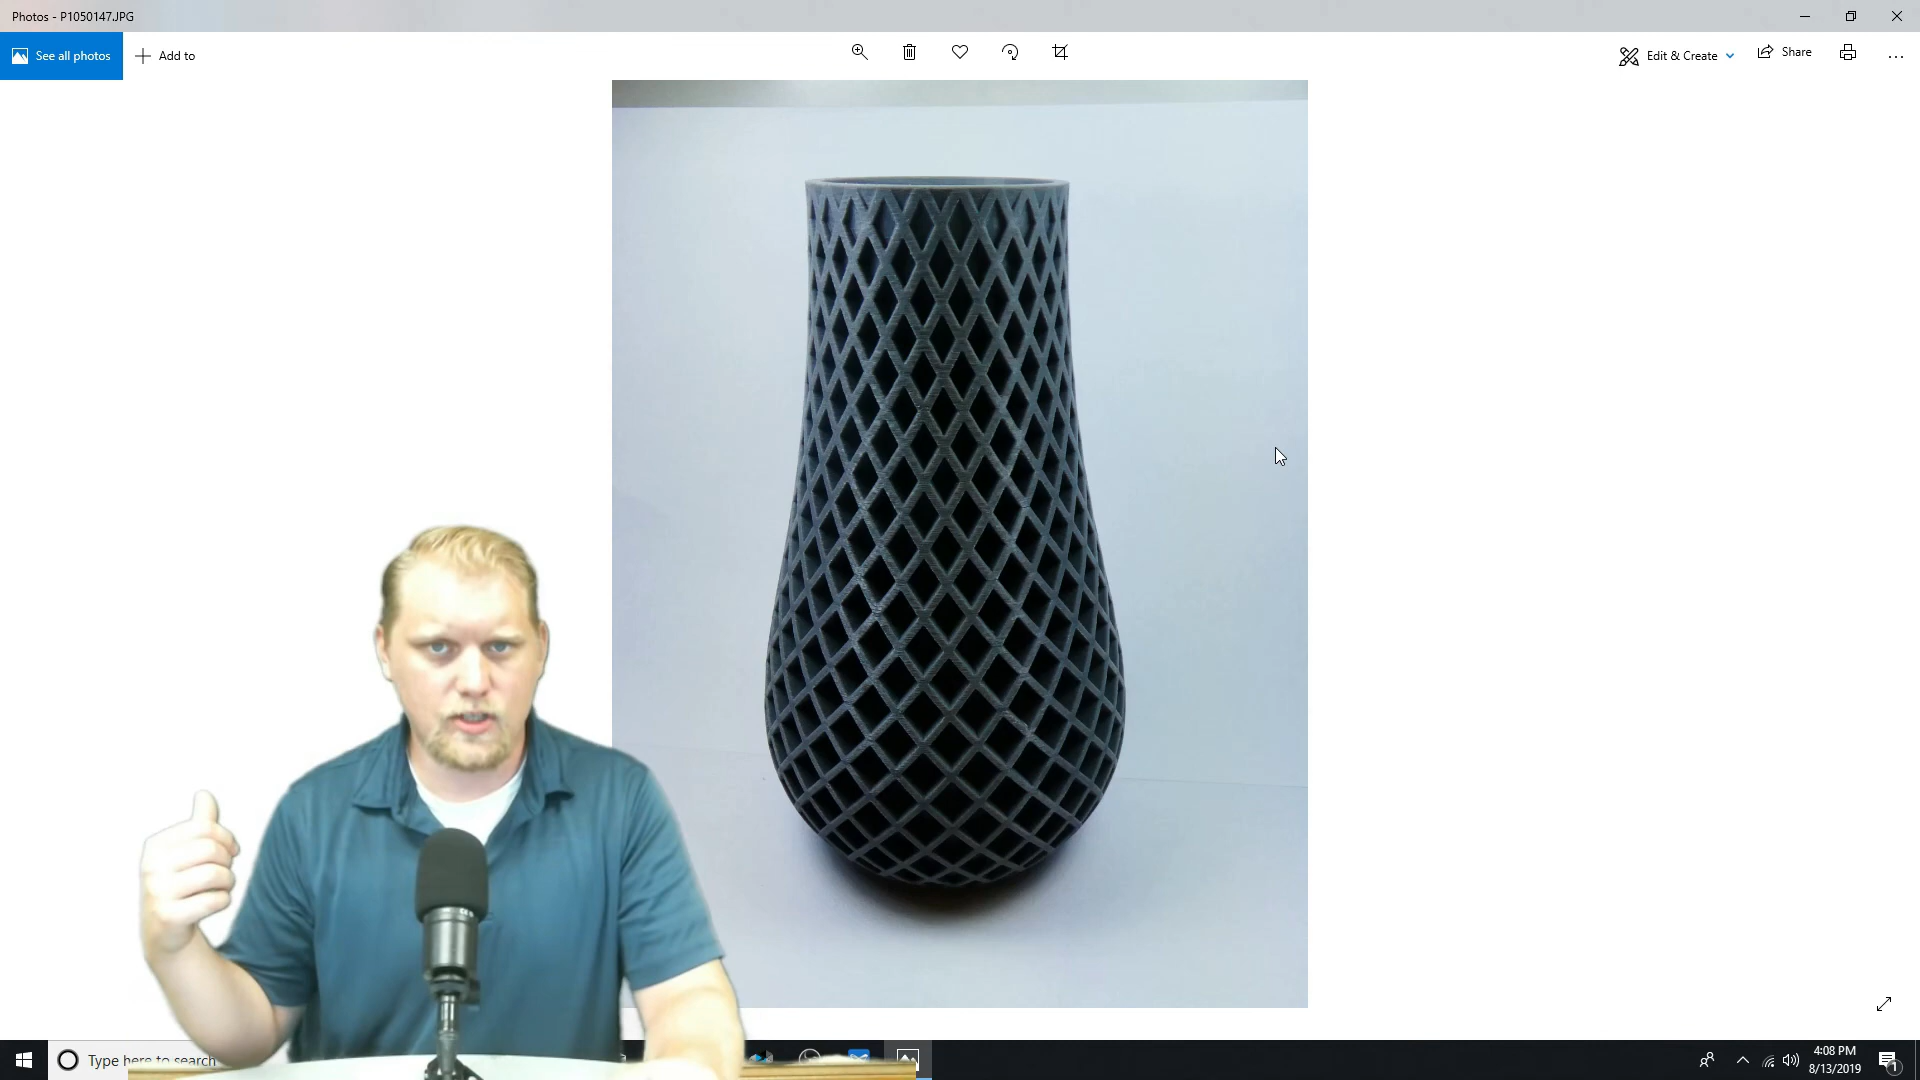 Photos - P1050147.JPG
See all photos
Add to
Edit & Create
Share
Type here to search
4:08 PM
8/13/2019
1